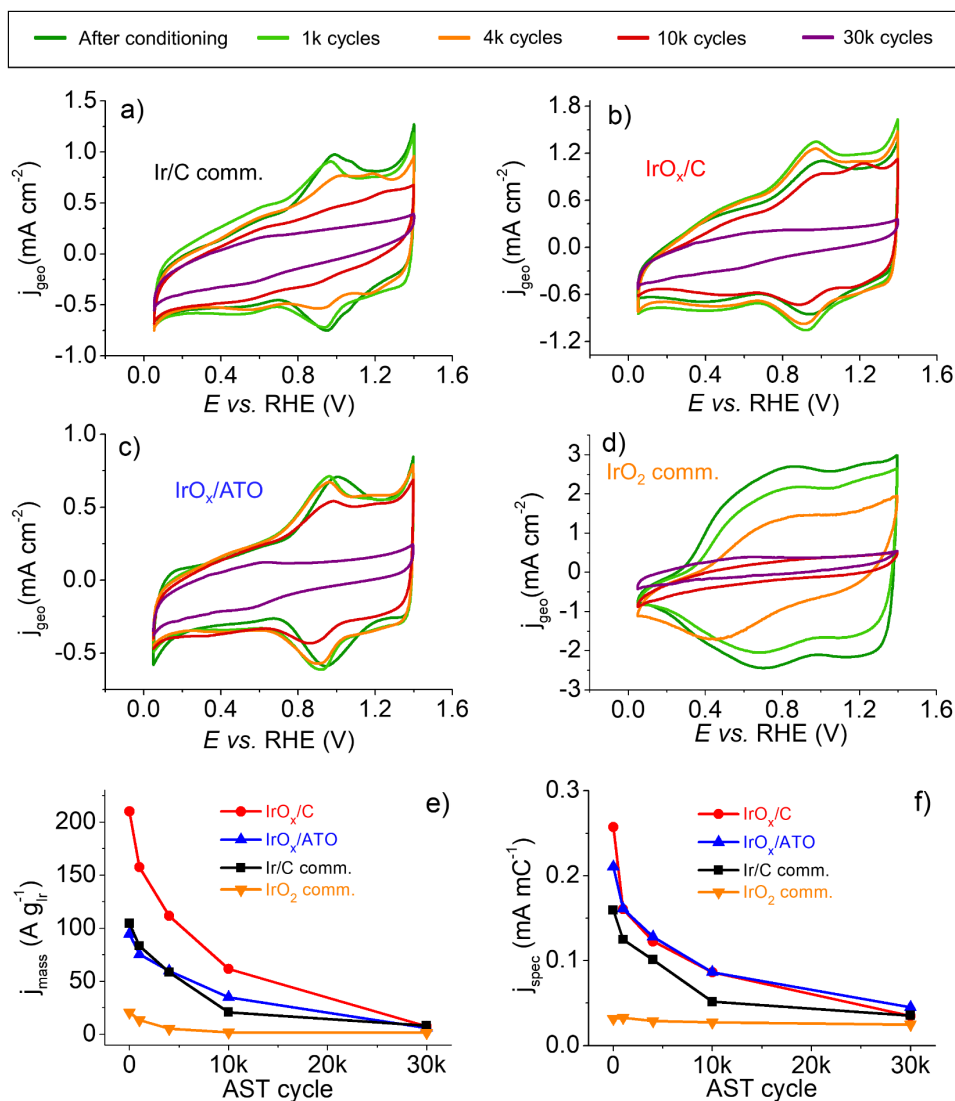 After conditioning 1k cycles 4k cycles 10k cycles 30k cycles
a)
Ir/C comm.
j_geo(mA cm⁻²)
1.5
1.0
0.5
0.0
-0.5
-1.0
0.0 0.4 0.8 1.2 1.6
E vs. RHE (V)
b)
IrOₓ/C
j_geo(mA cm⁻²)
1.8
1.2
0.6
0.0
-0.6
-1.2
0.0 0.4 0.8 1.2 1.6
E vs. RHE (V)
c)
IrOₓ/ATO
j_geo(mA cm⁻²)
1.0
0.5
0.0
-0.5
0.0 0.4 0.8 1.2 1.6
E vs. RHE (V)
d)
IrO₂ comm.
j_geo(mA cm⁻²)
3
2
1
0
-1
-2
-3
0.0 0.4 0.8 1.2 1.6
E vs. RHE (V)
e)
IrOₓ/C
IrOₓ/ATO
Ir/C comm.
IrO₂ comm.
j_mass (A g_Ir⁻¹)
200
150
100
50
0
0 10k 20k 30k
AST cycle
f)
IrOₓ/C
IrOₓ/ATO
Ir/C comm.
IrO₂ comm.
j_spec (mA mC⁻¹)
0.3
0.2
0.1
0.0
0 10k 20k 30k
AST cycle